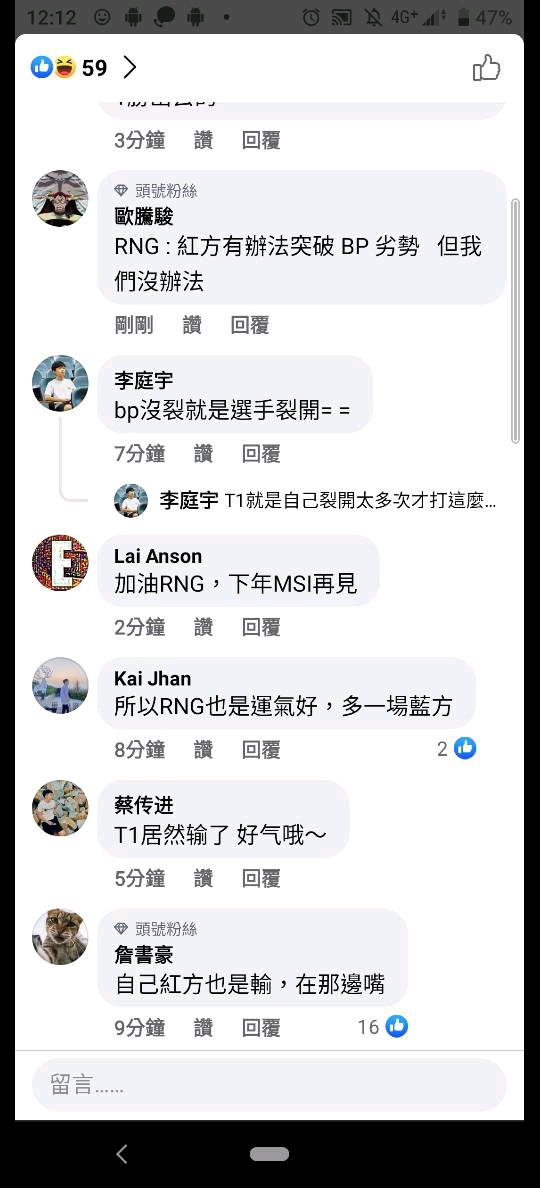 12:12
4G+
47%
59
3分鐘 讚 回覆
頭號粉絲
歐騰駿
RNG : 紅方有辦法突破 BP 劣勢 但我
們沒辦法
剛剛 讚 回覆
李庭宇
bp沒裂就是選手裂開= =
7分鐘 讚 回覆
李庭宇 T1就是自己裂開太多次才打這麼...
E
Lai Anson
加油RNG，下年MSI再見
2分鐘 讚 回覆
Kai Jhan
所以RNG也是運氣好，多一場藍方
8分鐘 讚 回覆 2
蔡传进
T1居然输了 好气哦～
5分鐘 讚 回覆
頭號粉絲
詹書豪
自己紅方也是輸，在那邊嘴
9分鐘 讚 回覆 16
留言......